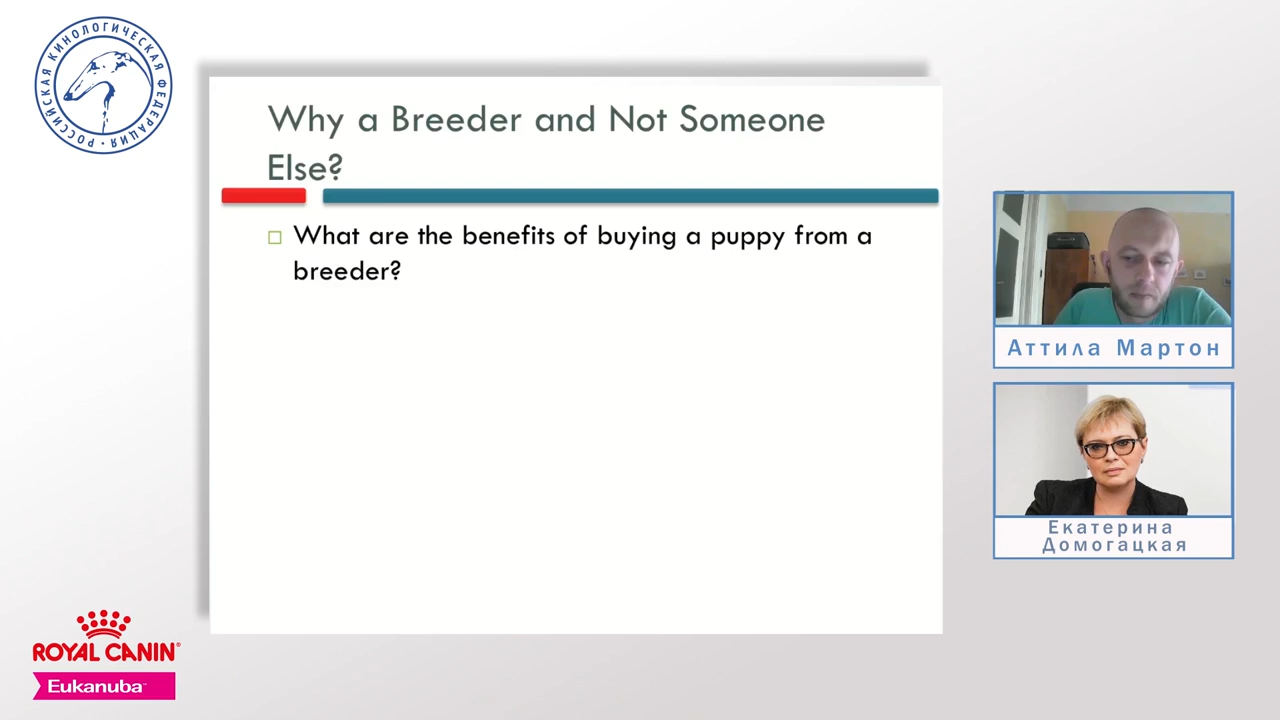 РОССИЙСКАЯ КИНОЛОГИЧЕСКАЯ ФЕДЕРАЦИЯ
Why a Breeder and Not Someone
Else?
What are the benefits of buying a puppy from a
breeder?
Аттила Мартон
Екатерина
Домогацкая
ROYAL CANIN®
Eukanuba™